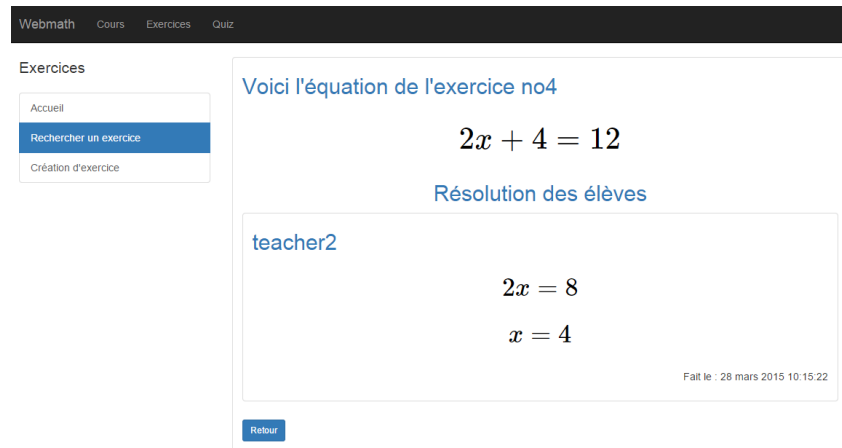 Webmath Cours Exercices Quiz
Exercices
Accueil
Rechercher un exercice
Création d'exercice
Voici l'équation de l'exercice no4
2x + 4 = 12
Résolution des élèves
teacher2
2x = 8
x = 4
Fait le : 28 mars 2015 10:15:22
Retour